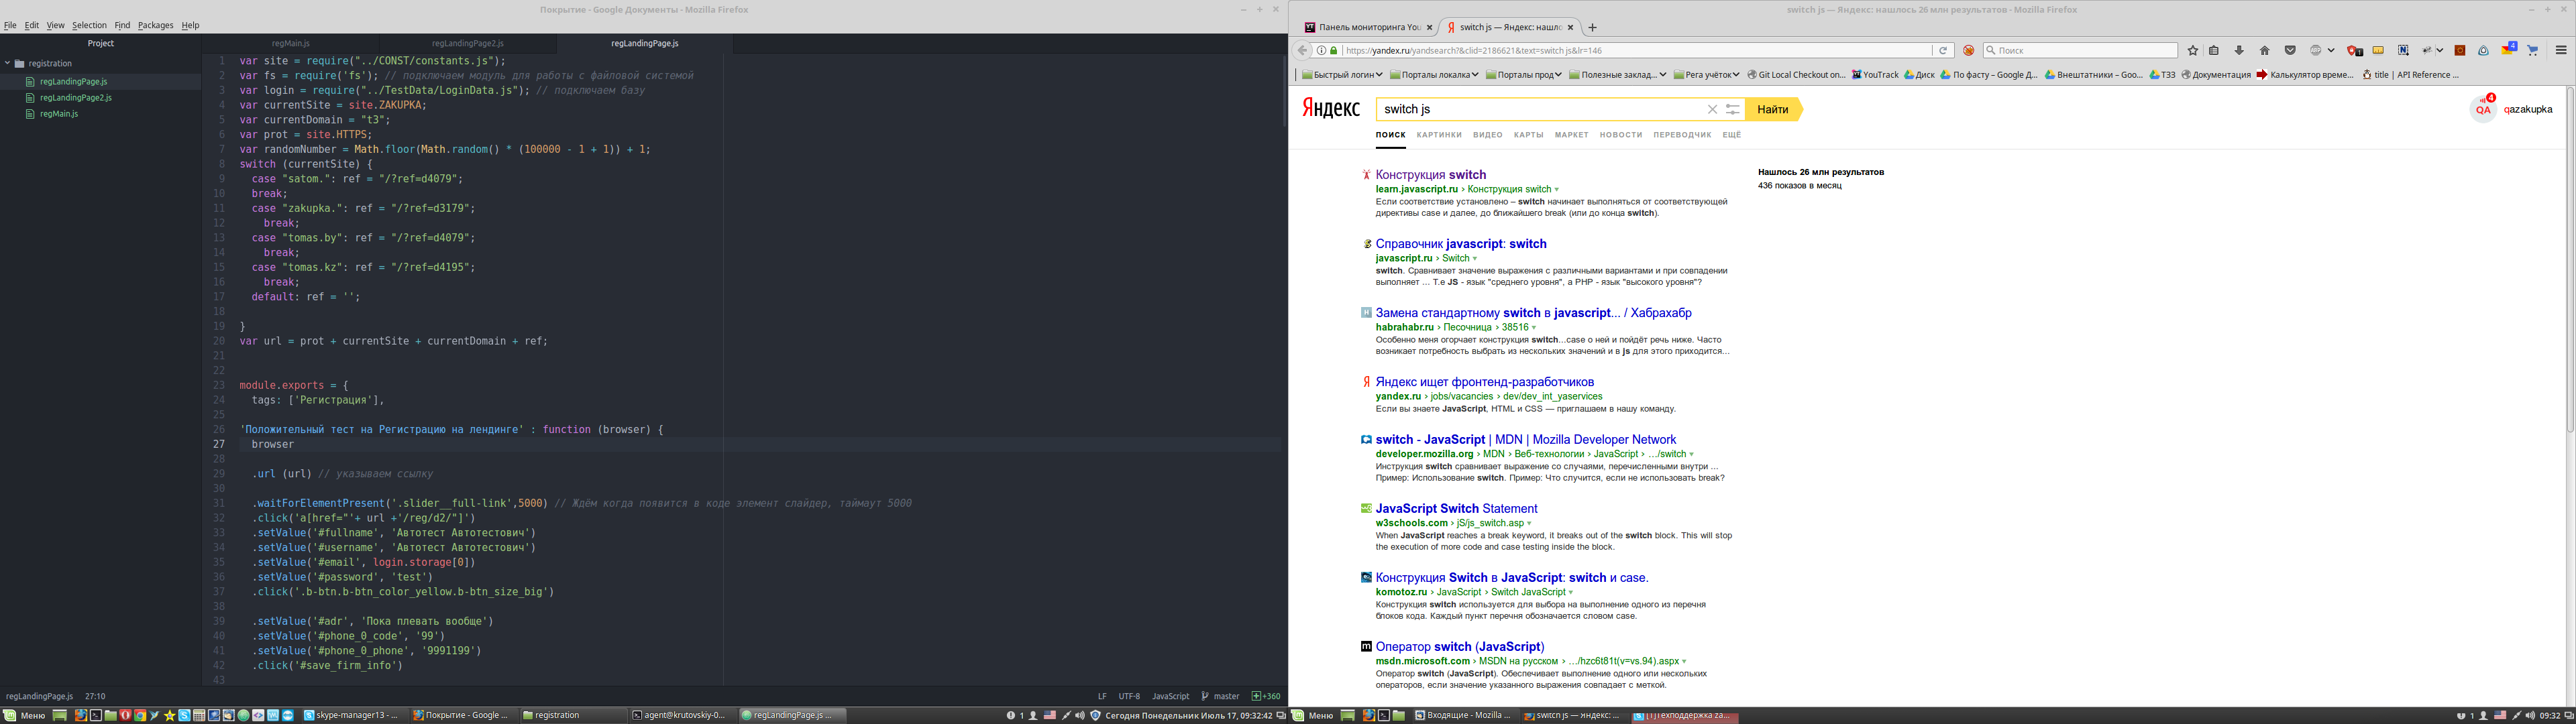 Покрытие - Google Документы - Mozilla Firefox
File Edit View Selection Find Packages Help
Project
registration
regLandingPage.js
regLandingPage2.js
regMain.js
regMain.js regLandingPage2.js regLandingPage.js
1 var site = require("../CONST/constants.js");
2 var fs = require('fs'); // подключаем модуль для работы с файловой системой
3 var login = require("../TestData/LoginData.js"); // подключаем базу
4 var currentSite = site.ZAKUPKA;
5 var currentDomain = "t3";
6 var prot = site.HTTPS;
7 var randomNumber = Math.floor(Math.random() * (100000 - 1 + 1)) + 1;
8 switch (currentSite) {
9 case "satom.": ref = "/?ref=d4079";
10 break;
11 case "zakupka.": ref = "/?ref=d3179";
12 break;
13 case "tomas.by": ref = "/?ref=d4079";
14 break;
15 case "tomas.kz": ref = "/?ref=d4195";
16 break;
17 default: ref = '';
18
19 }
20 var url = prot + currentSite + currentDomain + ref;
21
22
23 module.exports = {
24 tags: ['Регистрация'],
25
26 'Положительный тест на Регистрацию на лендинге' : function (browser) {
27 browser
28
29 .url (url) // указываем ссылку
30
31 .waitForElementPresent('.slider__full-link',5000) // Ждём когда появится в коде элемент слайдер, таймаут 5000
32 .click('a[href="'+ url +'/reg/d2/"]')
33 .setValue('#fullname', 'Автотест Автотестович')
34 .setValue('#username', 'Автотест Автотестович')
35 .setValue('#email', login.storage[0])
36 .setValue('#password', 'test')
37 .click('.b-btn.b-btn_color_yellow.b-btn_size_big')
38
39 .setValue('#adr', 'Пока плевать вообще')
40 .setValue('#phone_0_code', '99')
41 .setValue('#phone_0_phone', '9991199')
42 .click('#save_firm_info')
43
regLandingPage.js 27:10 LF UTF-8 JavaScript master +360
Меню skype-manager13 - ... Покрытие - Google ... registration agent@krutovskiy-0... regLandingPage.js ... 1 Сегодня Понедельник Июль 17, 09:32:42
switch js — Яндекс: нашлось 26 млн результатов - Mozilla Firefox
Панель мониторинга You switch js — Яндекс: нашло
https://yandex.ru/yandsearch?&clid=2186621&text=switch js&lr=146 Поиск
Быстрый логин Порталы локалка Порталы прод Полезные заклад... Рега учёток Git Local Checkout on... YouTrack Диск По фасту – Google Д... Внештатники – Goo... ТЗЗ Документация Калькулятор време... title | API Reference ...
Яндекс switch js Найти 4 QA qazakupka
ПОИСК КАРТИНКИ ВИДЕО КАРТЫ МАРКЕТ НОВОСТИ ПЕРЕВОДЧИК ЕЩЁ
Конструкция switch
learn.javascript.ru › Конструкция switch
Если соответствие установлено – switch начинает выполняться от соответствующей
директивы case и далее, до ближайшего break (или до конца switch).
Нашлось 26 млн результатов
436 показов в месяц
Справочник javascript: switch
javascript.ru › Switch
switch. Сравнивает значение выражения с различными вариантами и при совпадении
выполняет ... Т.е JS - язык "среднего уровня", а PHP - язык "высокого уровня"?
Замена стандартному switch в javascript... / Хабрахабр
habrahabr.ru › Песочница › 38516
Особенно меня огорчает конструкция switch...case о ней и пойдёт речь ниже. Часто
возникает потребность выбрать из нескольких значений и в js для этого приходится...
Яндекс ищет фронтенд-разработчиков
yandex.ru › jobs/vacancies › dev/dev_int_yaservices
Если вы знаете JavaScript, HTML и CSS — приглашаем в нашу команду.
switch - JavaScript | MDN | Mozilla Developer Network
developer.mozilla.org › MDN › Веб-технологии › JavaScript › .../switch
Инструкция switch сравнивает выражение со случаями, перечисленными внутри ...
Пример: Использование switch. Пример: Что случится, если не использовать break?
JavaScript Switch Statement
w3schools.com › jS/js_switch.asp
When JavaScript reaches a break keyword, it breaks out of the switch block. This will stop
the execution of more code and case testing inside the block.
Конструкция Switch в JavaScript: switch и case.
komotoz.ru › JavaScript › Switch JavaScript
Конструкция switch используется для выбора на выполнение одного из перечня
блоков кода. Каждый пункт перечня обозначается словом case.
Оператор switch (JavaScript)
msdn.microsoft.com › MSDN на русском › .../hzc6t81t(v=vs.94).aspx
Оператор switch (JavaScript). Обеспечивает выполнение одного или нескольких
операторов, если значение указанного выражения совпадает с меткой.
Меню Входящие - Mozilla ... switch js — Яндекс: ... [1]Техподдержка za... 1 09:32